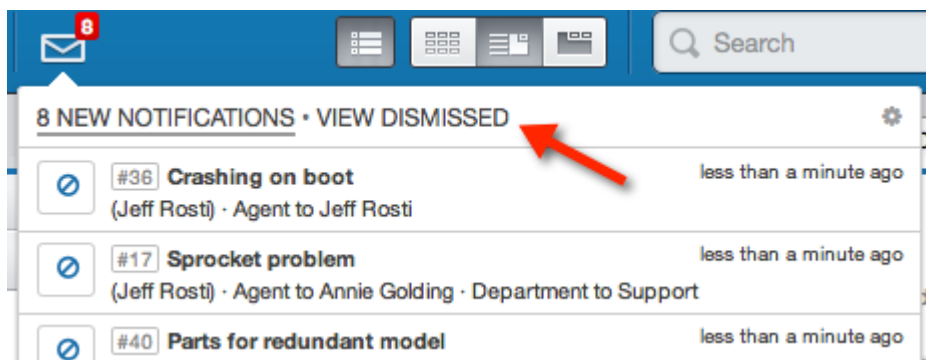 8
Search
8 NEW NOTIFICATIONS • VIEW DISMISSED
#36 Crashing on boot less than a minute ago
(Jeff Rosti) · Agent to Jeff Rosti
#17 Sprocket problem less than a minute ago
(Jeff Rosti) · Agent to Annie Golding · Department to Support
#40 Parts for redundant model less than a minute ago